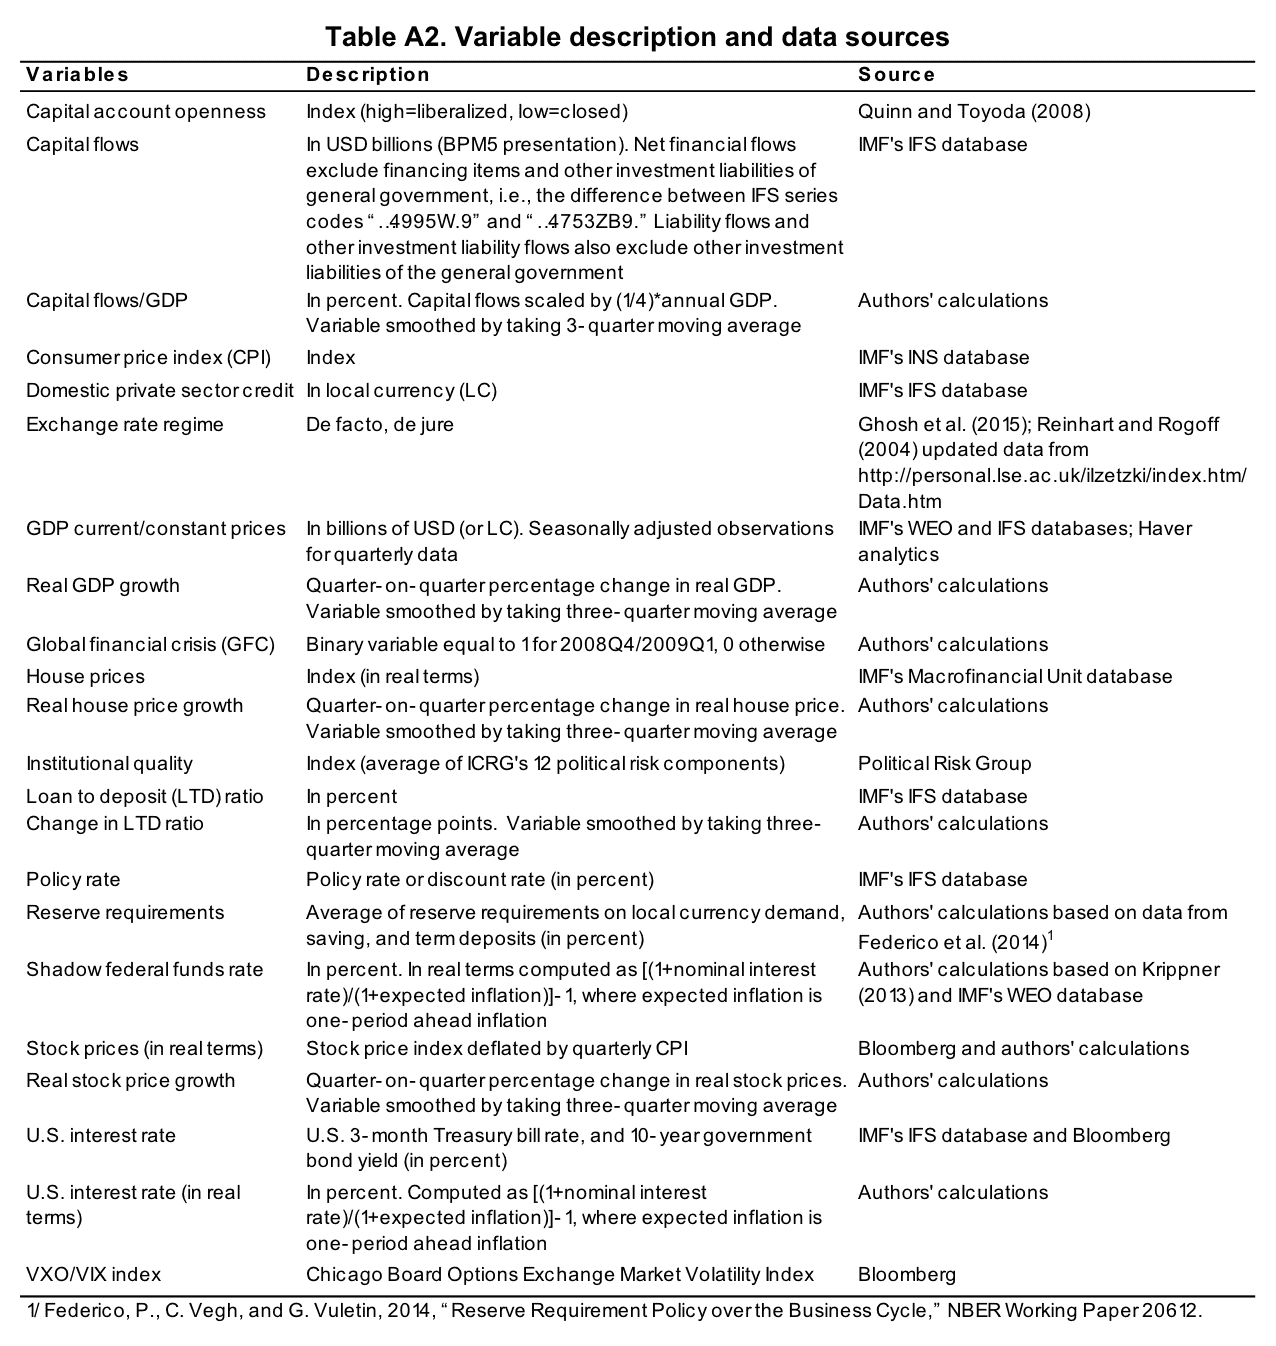 Table A2. Variable description and data sources
Variables Description Source
Capital account openness Index (high=liberalized, low=closed) Quinn and Toyoda (2008)
Capital flows In USD billions (BPM5 presentation). Net financial flows IMF's IFS database
exclude financing items and other investment liabilities of
general government, i.e., the difference between IFS series
codes “..4995W.9” and “..4753ZB9.” Liability flows and
other investment liability flows also exclude other investment
liabilities of the general government
Capital flows/GDP In percent. Capital flows scaled by (1/4)*annual GDP. Authors' calculations
Variable smoothed by taking 3-quarter moving average
Consumer price index (CPI) Index IMF's INS database
Domestic private sector credit In local currency (LC) IMF's IFS database
Exchange rate regime De facto, de jure Ghosh et al. (2015); Reinhart and Rogoff
(2004) updated data from
http://personal.lse.ac.uk/ilzetzki/index.htm/
Data.htm
GDP current/constant prices In billions of USD (or LC). Seasonally adjusted observations IMF's WEO and IFS databases; Haver
for quarterly data analytics
Real GDP growth Quarter-on-quarter percentage change in real GDP. Authors' calculations
Variable smoothed by taking three-quarter moving average
Global financial crisis (GFC) Binary variable equal to 1 for 2008Q4/2009Q1, 0 otherwise Authors' calculations
House prices Index (in real terms) IMF's Macrofinancial Unit database
Real house price growth Quarter-on-quarter percentage change in real house price. Authors' calculations
Variable smoothed by taking three-quarter moving average
Institutional quality Index (average of ICRG's 12 political risk components) Political Risk Group
Loan to deposit (LTD) ratio In percent IMF's IFS database
Change in LTD ratio In percentage points. Variable smoothed by taking three- Authors' calculations
quarter moving average
Policy rate Policy rate or discount rate (in percent) IMF's IFS database
Reserve requirements Average of reserve requirements on local currency demand, Authors' calculations based on data from
saving, and term deposits (in percent) Federico et al. (2014)1
Shadow federal funds rate In percent. In real terms computed as [(1+nominal interest Authors' calculations based on Krippner
rate)/(1+expected inflation)]-1, where expected inflation is (2013) and IMF's WEO database
one-period ahead inflation
Stock prices (in real terms) Stock price index deflated by quarterly CPI Bloomberg and authors' calculations
Real stock price growth Quarter-on-quarter percentage change in real stock prices. Authors' calculations
Variable smoothed by taking three-quarter moving average
U.S. interest rate U.S. 3-month Treasury bill rate, and 10-year government IMF's IFS database and Bloomberg
bond yield (in percent)
U.S. interest rate (in real In percent. Computed as [(1+nominal interest Authors' calculations
terms) rate)/(1+expected inflation)]-1, where expected inflation is
one-period ahead inflation
VXO/VIX index Chicago Board Options Exchange Market Volatility Index Bloomberg
1/ Federico, P., C. Vegh, and G. Vuletin, 2014, “Reserve Requirement Policy over the Business Cycle,” NBER Working Paper 20612.